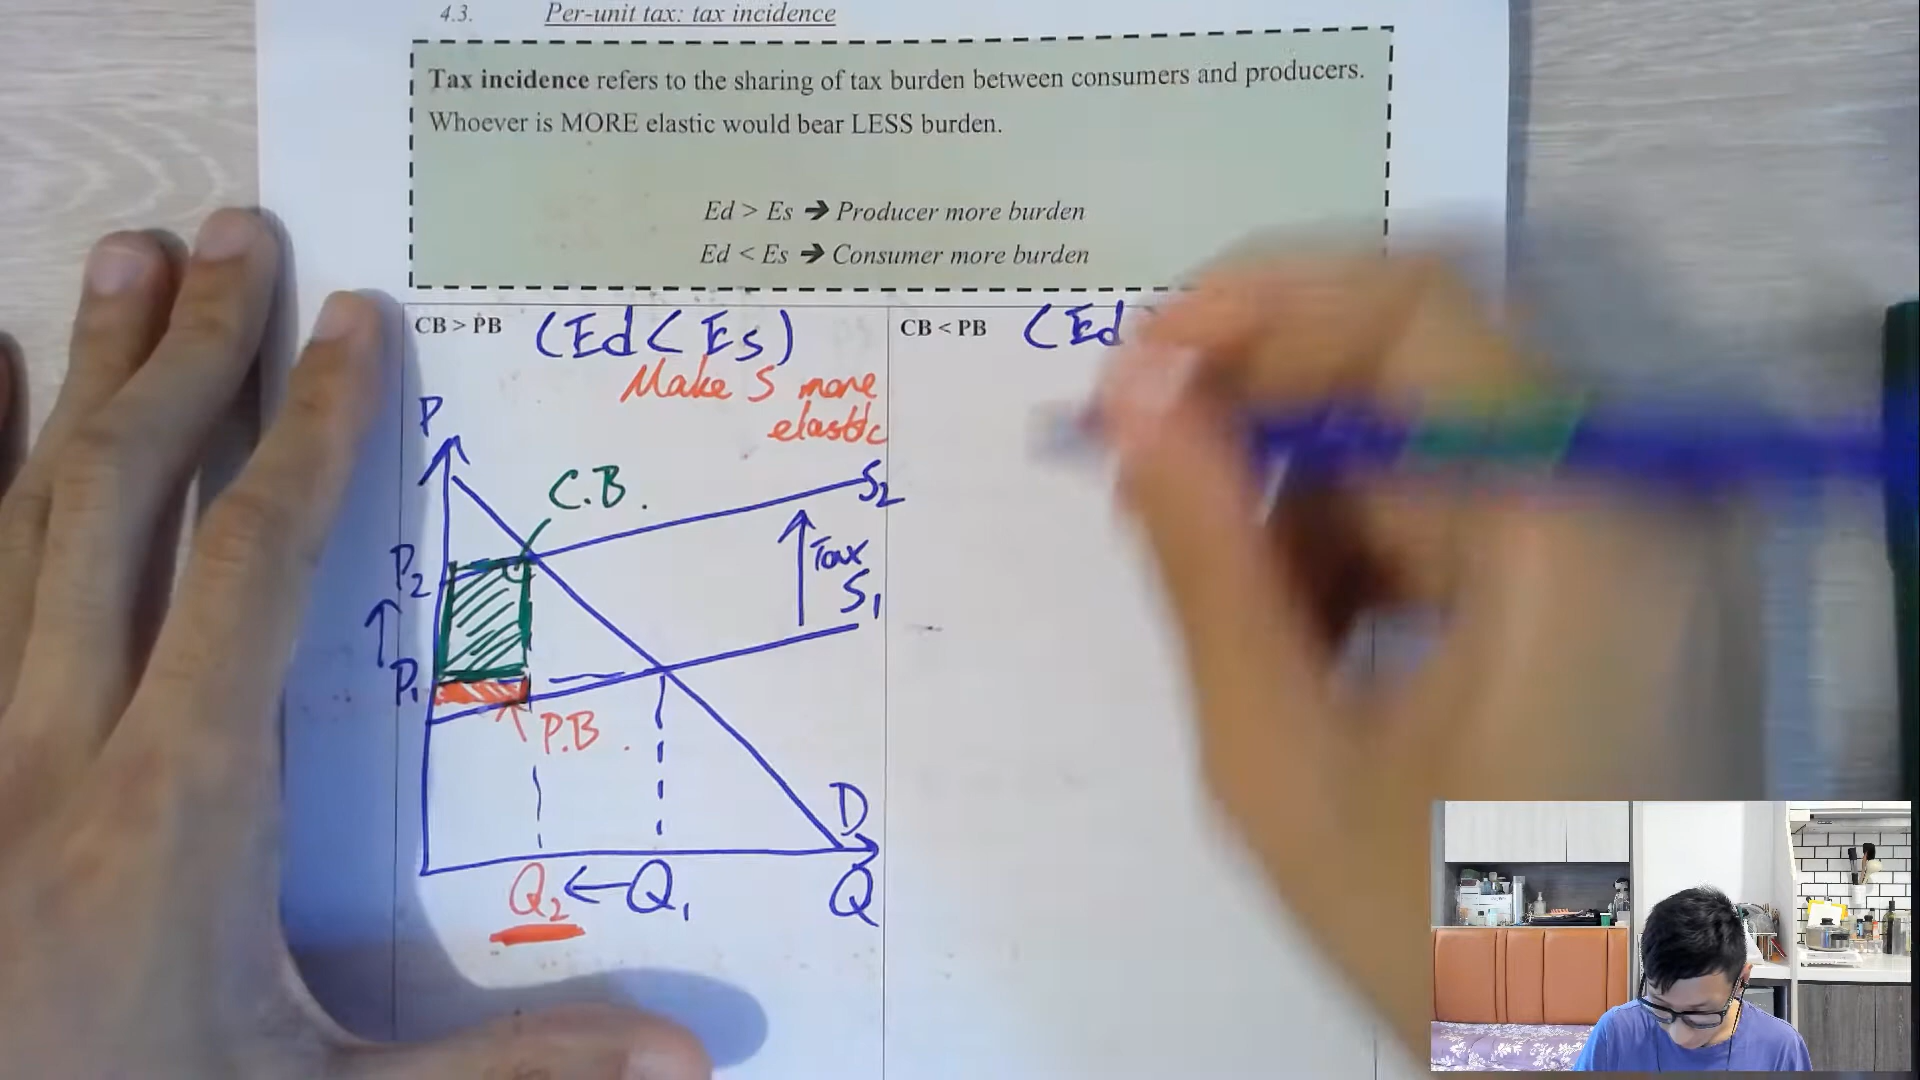 4.3. Per-unit tax: tax incidence
Tax incidence refers to the sharing of tax burden between consumers and producers.
Whoever is MORE elastic would bear LESS burden.
Ed > Es ➔ Producer more burden
Ed < Es ➔ Consumer more burden
CB > PB (Ed < Es)
Make S more
elastic
P
C.B.
S2
P2
Tax
S1
P1
P.B.
D
Q2 ← Q1
Q
CB < PB (Ed